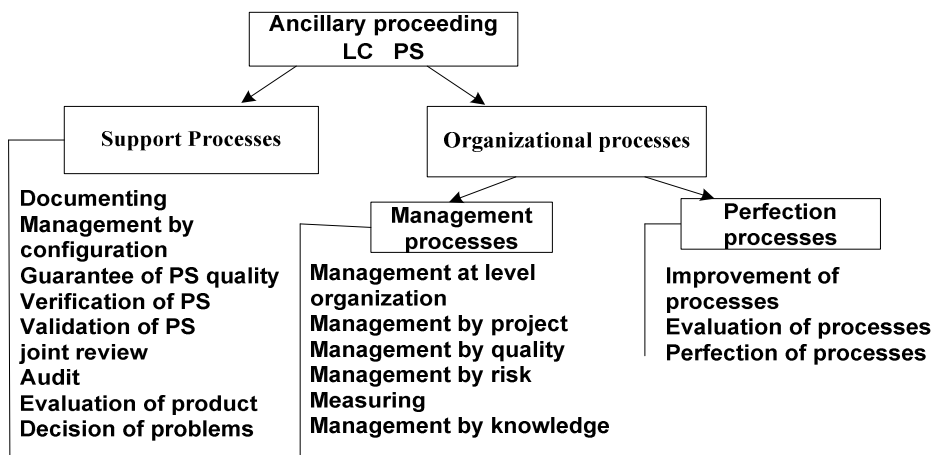 Ancillary proceeding
LC PS
Support Processes
Organizational processes
Documenting
Management by
configuration
Guarantee of PS quality
Verification of PS
Validation of PS
joint review
Audit
Evaluation of product
Decision of problems
Management
processes
Management at level
organization
Management by project
Management by quality
Management by risk
Measuring
Management by knowledge
Perfection
processes
Improvement of
processes
Evaluation of processes
Perfection of processes